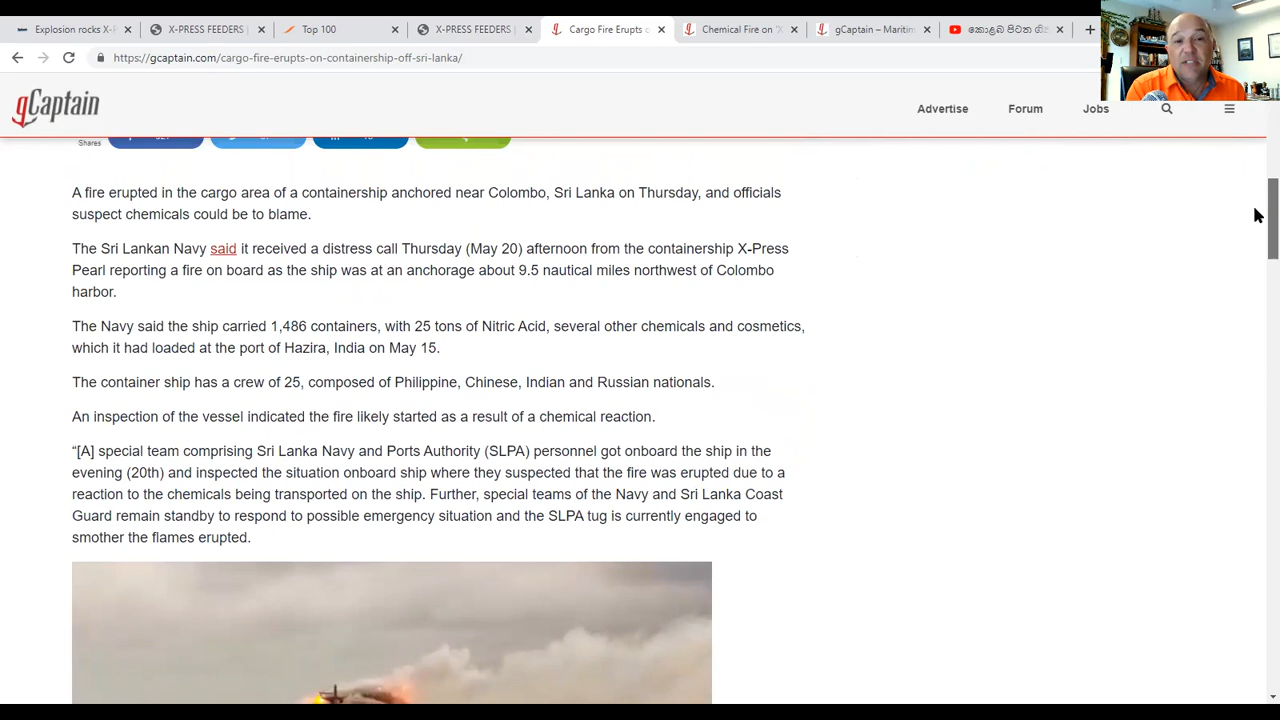 Explosion rocks X-P
X-PRESS FEEDERS |
Top 100
X-PRESS FEEDERS |
Cargo Fire Erupts o
Chemical Fire on 'X
gCaptain – Maritim
කොළඹ සිටත
https://gcaptain.com/cargo-fire-erupts-on-containership-off-sri-lanka/
gCaptain
Advertise
Forum
Jobs
Shares
A fire erupted in the cargo area of a containership anchored near Colombo, Sri Lanka on Thursday, and officials
suspect chemicals could be to blame.
The Sri Lankan Navy said it received a distress call Thursday (May 20) afternoon from the containership X-Press
Pearl reporting a fire on board as the ship was at an anchorage about 9.5 nautical miles northwest of Colombo
harbor.
The Navy said the ship carried 1,486 containers, with 25 tons of Nitric Acid, several other chemicals and cosmetics,
which it had loaded at the port of Hazira, India on May 15.
The container ship has a crew of 25, composed of Philippine, Chinese, Indian and Russian nationals.
An inspection of the vessel indicated the fire likely started as a result of a chemical reaction.
“[A] special team comprising Sri Lanka Navy and Ports Authority (SLPA) personnel got onboard the ship in the
evening (20th) and inspected the situation onboard ship where they suspected that the fire was erupted due to a
reaction to the chemicals being transported on the ship. Further, special teams of the Navy and Sri Lanka Coast
Guard remain standby to respond to possible emergency situation and the SLPA tug is currently engaged to
smother the flames erupted.